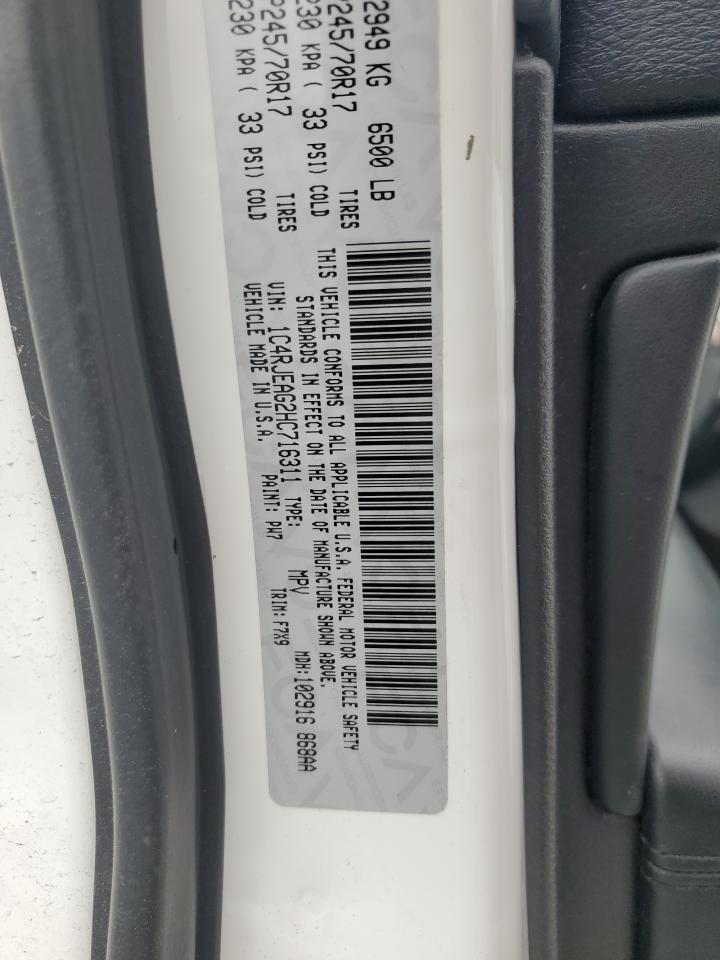 2949 KG 6500 LB
P245/70R17 TIRES
230 KPA ( 33 PSI) COLD
P245/70R17 TIRES
230 KPA ( 33 PSI) COLD
THIS VEHICLE CONFORMS TO ALL APPLICABLE U.S.A. FEDERAL MOTOR VEHICLE SAFETY
STANDARDS IN EFFECT ON THE DATE OF MANUFACTURE SHOWN ABOVE.
VIN: 1C4RJEAG2HC716311 TYPE: MPV MDH:102916 868AA
VEHICLE MADE IN U.S.A. PAINT: PW7 TRIM: F7X9